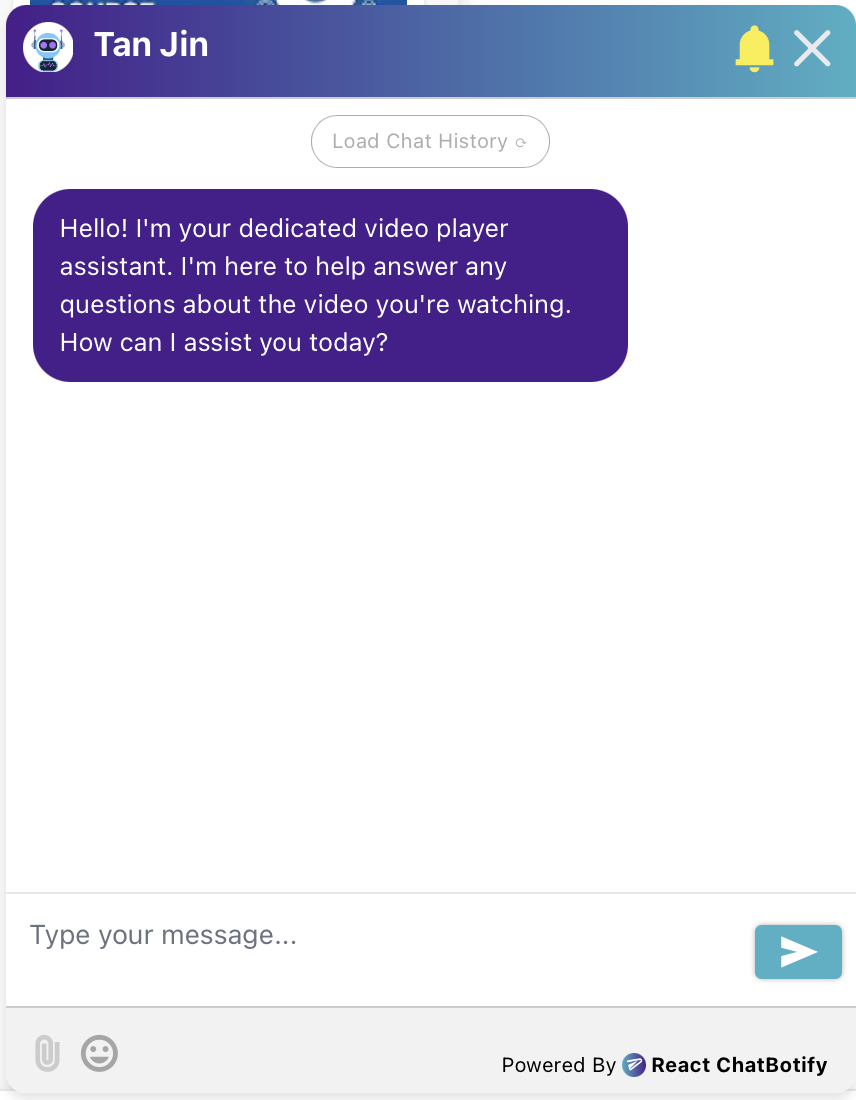 Tan Jin
Load Chat History ⟳
Hello! I'm your dedicated video player
assistant. I'm here to help answer any
questions about the video you're watching.
How can I assist you today?
Type your message...
Powered By React ChatBotify